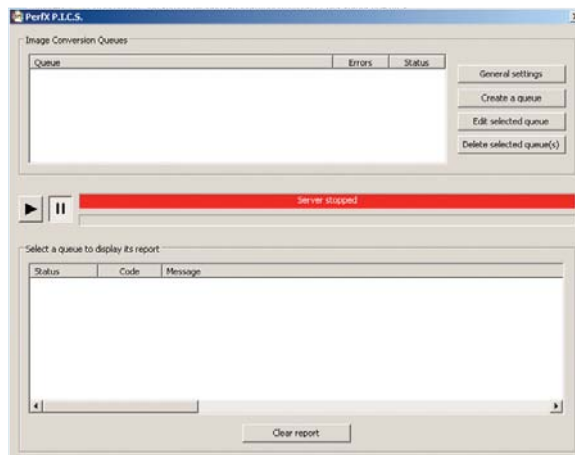 PerfX P.I.C.S.
Image Conversion Queues
Queue Errors Status
General settings
Create a queue
Edit selected queue
Delete selected queue(s)
Server stopped
Select a queue to display its report
Status Code Message
Clear report